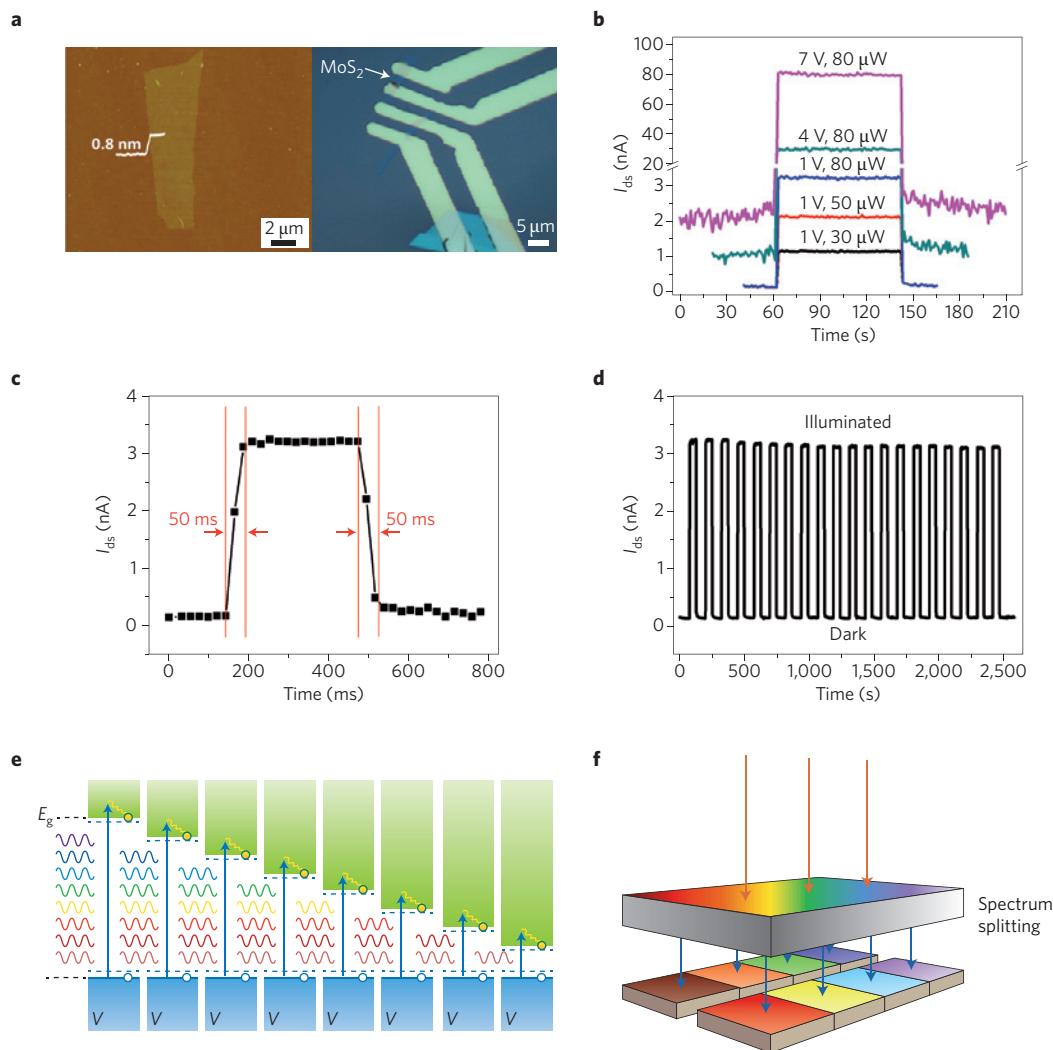 a
MoS2
0.8 nm
2 μm
5 μm
b
100
80
60
40
20
3
2
1
0
Ids (nA)
7 V, 80 μW
4 V, 80 μW
1 V, 80 μW
1 V, 50 μW
1 V, 30 μW
0 30 60 90 120 150 180 210
Time (s)
c
4
3
2
1
0
Ids (nA)
50 ms
50 ms
0 200 400 600 800
Time (ms)
d
4
3
2
1
0
Ids (nA)
Illuminated
Dark
0 500 1,000 1,500 2,000 2,500
Time (s)
e
Eg
V V V V V V V V
f
Spectrum
splitting